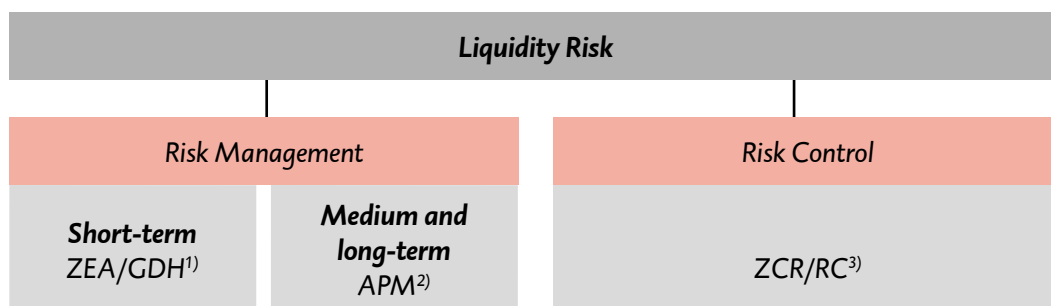 Liquidity Risk
Risk Management
Risk Control
Short-term
ZEA/GDH1)
Medium and
long-term
APM2)
ZCR/RC3)